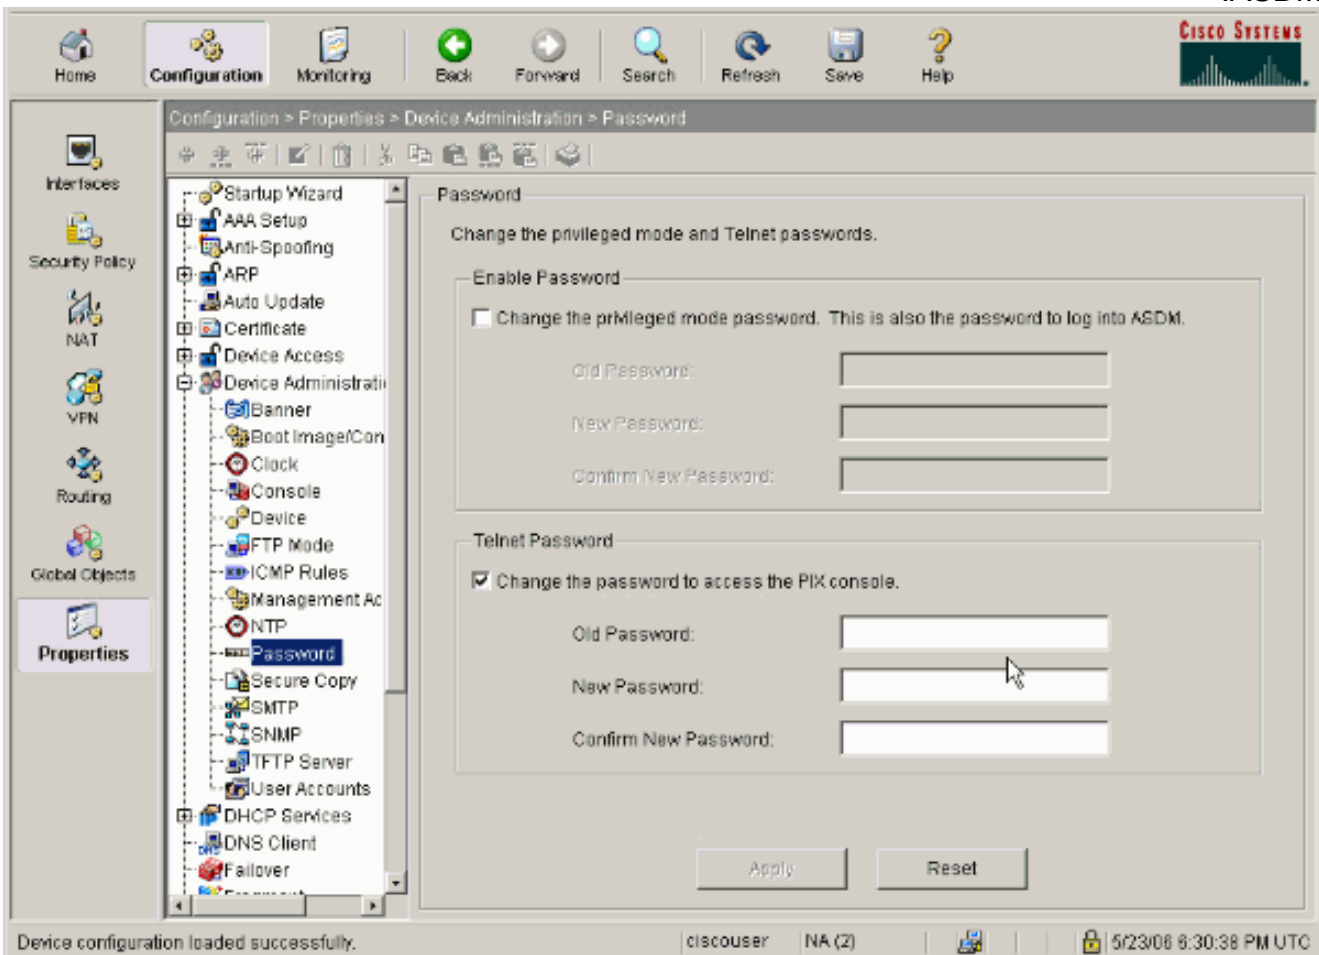 Home
Configuration
Monitoring
Back
Forward
Search
Refresh
Save
Help
CISCO SYSTEMS
Configuration > Properties > Device Administration > Password
Interfaces
Security Policy
NAT
VPN
Routing
Global Objects
Properties
Startup Wizard
AAA Setup
Anti-Spoofing
ARP
Auto Update
Certificate
Device Access
Device Administrati
Banner
Boot Image/Con
Clock
Console
Device
FTP Mode
ICMP Rules
Management Ac
NTP
Password
Secure Copy
SMTP
SNMP
TFTP Server
User Accounts
DHCP Services
DNS Client
Failover
Password
Change the privileged mode and Telnet passwords.
Enable Password
Change the privileged mode password. This is also the password to log into ASDM.
Old Password:
New Password:
Confirm New Password:
Telnet Password
Change the password to access the PIX console.
Old Password:
New Password:
Confirm New Password:
Apply
Reset
Device configuration loaded successfully.
ciscouser
NA (2)
5/23/06 6:30:38 PM UTC